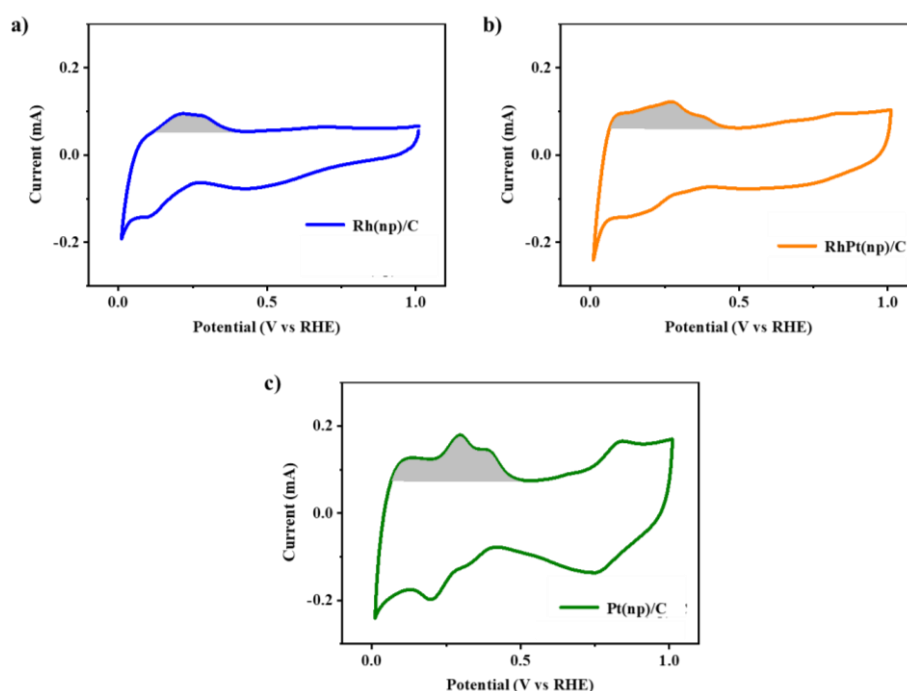 a)
0.2
0.0
-0.2
Current (mA)
Rh(np)/C
0.0
0.5
1.0
Potential (V vs RHE)
b)
0.2
0.0
-0.2
Current (mA)
RhPt(np)/C
0.0
0.5
1.0
Potential (V vs RHE)
c)
0.2
0.0
-0.2
Current (mA)
Pt(np)/C
0.0
0.5
1.0
Potential (V vs RHE)